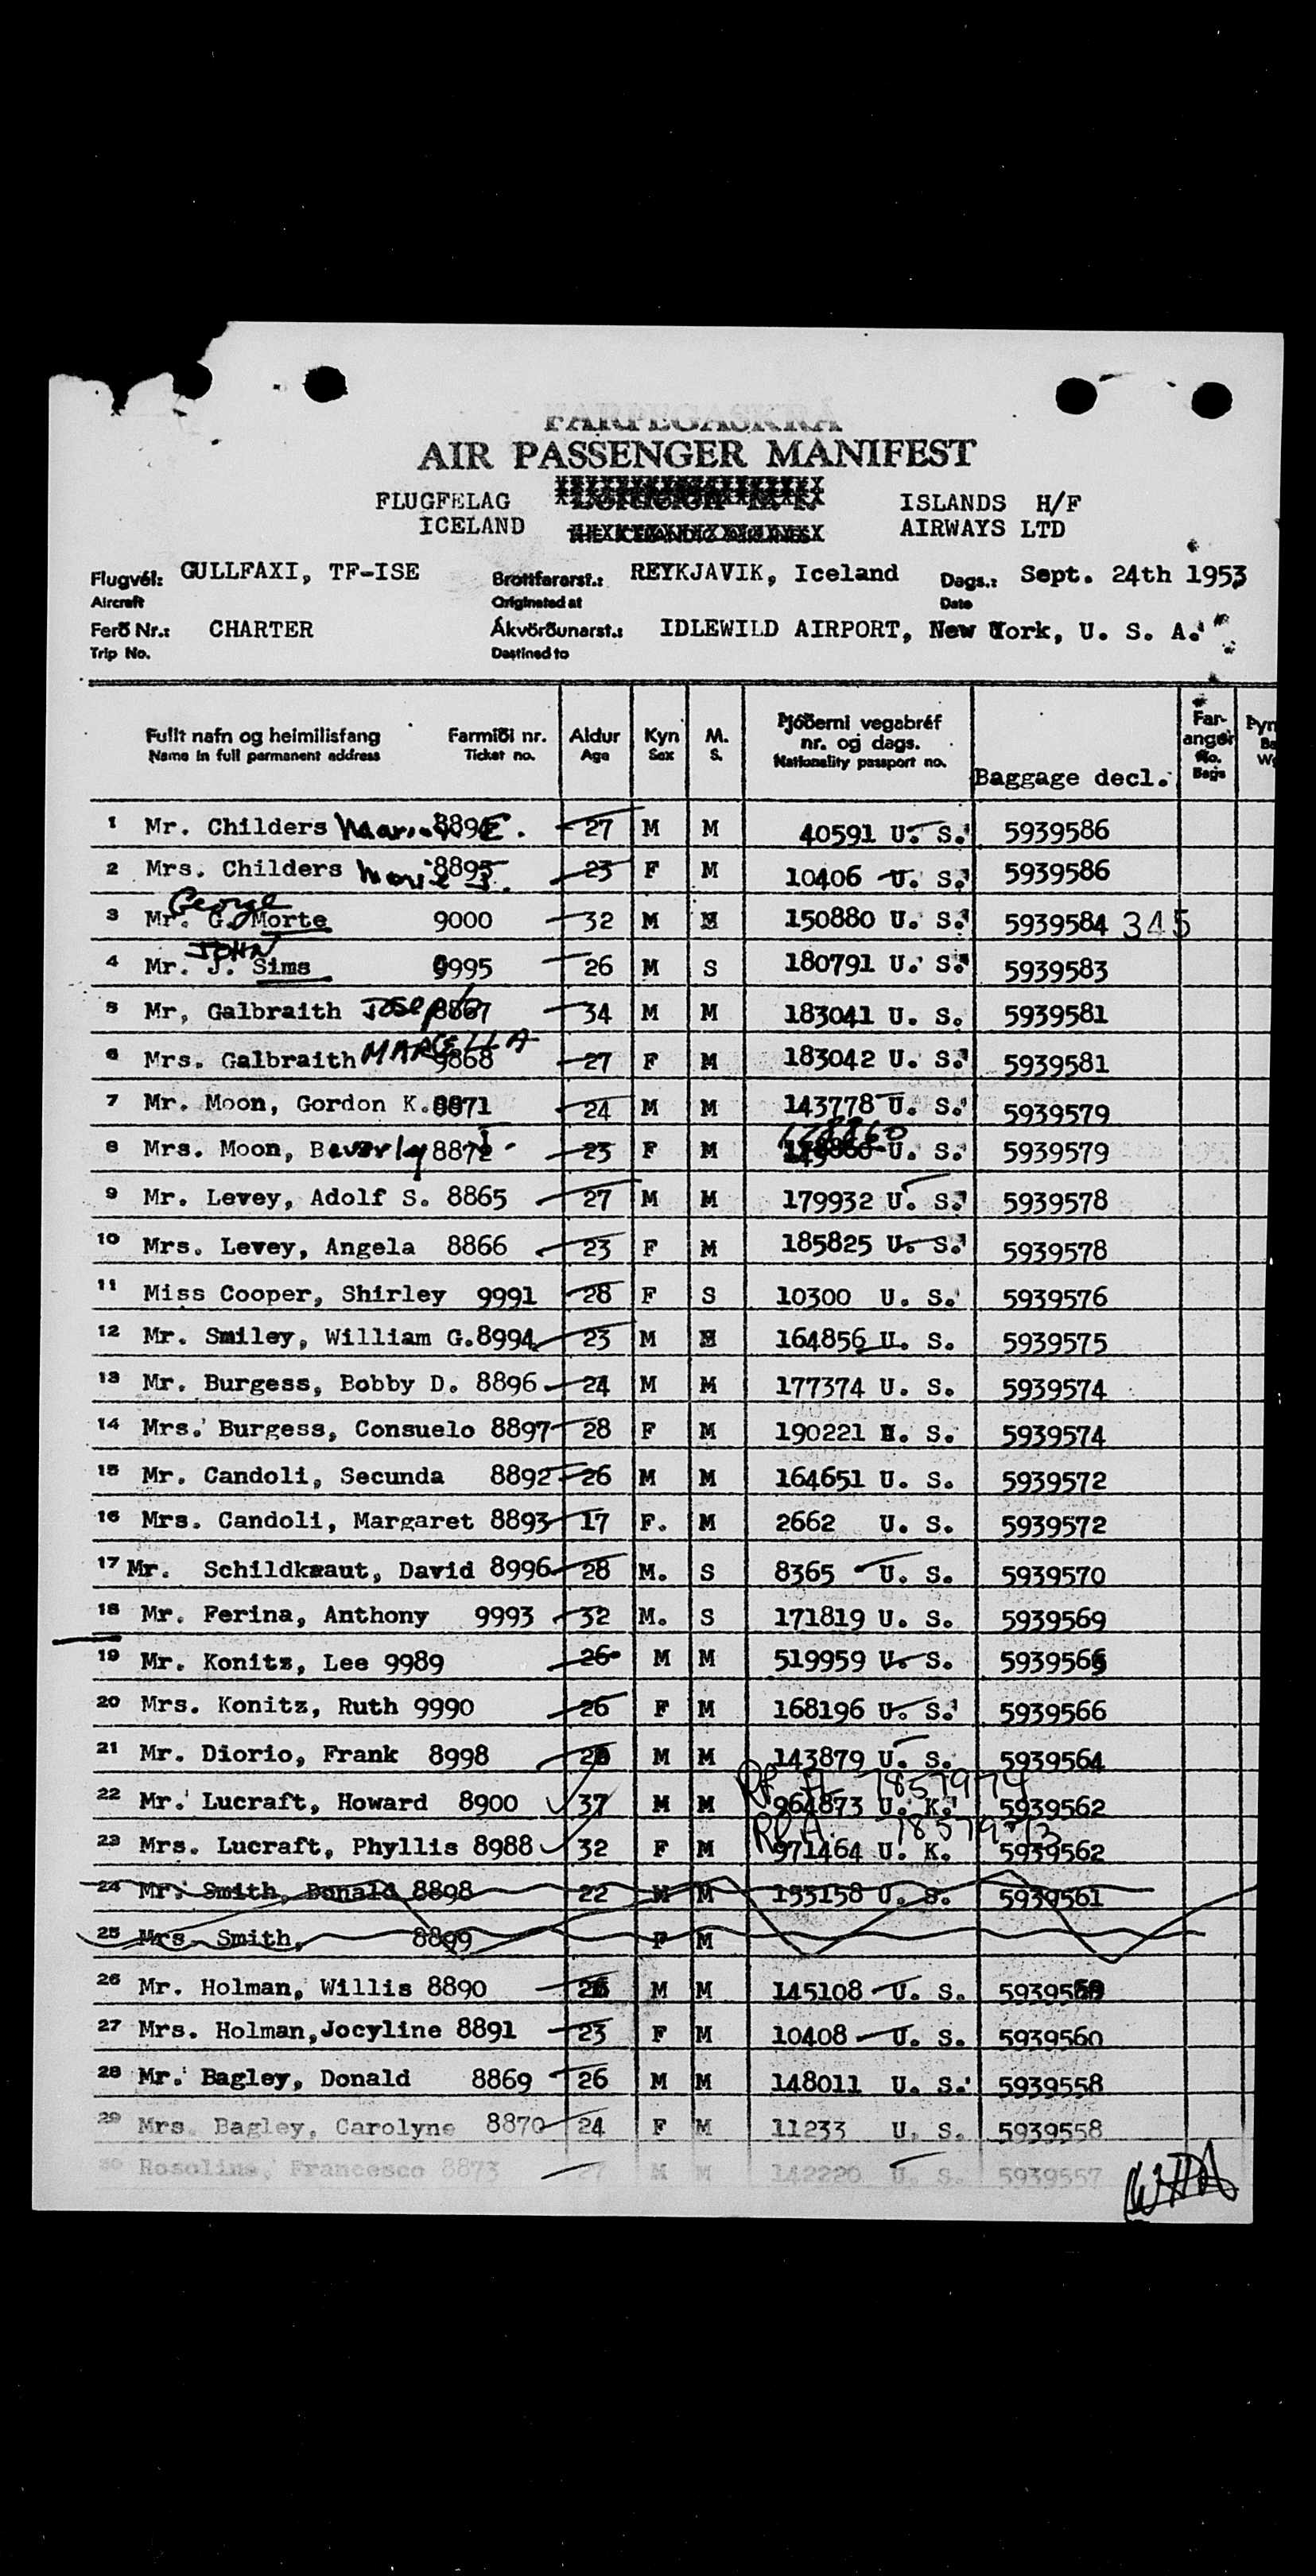 FARÞEGASKRÁ
AIR PASSENGER MANIFEST
FLUGFELAG ISLANDS H/F
ICELAND AIRWAYS LTD
Flugvél: GULLFAXI, TF-ISE Brottfararst.: REYKJAVIK, Iceland Dags.: Sept. 24th 1953
Aircraft Originated at Date
Ferð Nr.: CHARTER Ákvörðunarst.: IDLEWILD AIRPORT, New York, U. S. A.
Trip No. Destined to
Fullt nafn og heimilisfang Farmiði nr. Aldur Kyn M. Þjóðerni vegabréf nr. og dags. Baggage decl. Far-angur
Name in full permanent address Ticket no. Age Sex S. Nationality passport no. No. Bags
1 Mr. Childers E. 27 M M 40591 U. S. 5939586
2 Mrs. Childers Marie J. 8895 23 F M 10406 U. S. 5939586
George
3 Mr. G. Morte 9000 32 M M 150880 U. S. 5939584 345
JOHN
4 Mr. J. Sims 9995 26 M S 180791 U. S. 5939583
5 Mr, Galbraith Joseph 8867 34 M M 183041 U. S. 5939581
6 Mrs. Galbraith MARCELLA 9868 27 F M 183042 U. S. 5939581
7 Mr. Moon, Gordon K. 8871 24 M M 143778 U. S. 5939579
128860
8 Mrs. Moon, Beverly J. 8872 23 F M U. S. 5939579
9 Mr. Levey, Adolf S. 8865 27 M M 179932 U. S. 5939578
10 Mrs. Levey, Angela 8866 23 F M 185825 U. S. 5939578
11 Miss Cooper, Shirley 9991 28 F S 10300 U. S. 5939576
12 Mr. Smiley, William G. 8994 23 M M 164856 U. S. 5939575
13 Mr. Burgess, Bobby D. 8896 24 M M 177374 U. S. 5939574
14 Mrs. Burgess, Consuelo 8897 28 F M 190221 U. S. 5939574
15 Mr. Candoli, Secunda 8892 26 M M 164651 U. S. 5939572
16 Mrs. Candoli, Margaret 8893 17 F. M 2662 U. S. 5939572
17 Mr. Schildkraut, David 8996 28 M. S 8365 U. S. 5939570
18 Mr. Ferina, Anthony 9993 32 M. S 171819 U. S. 5939569
19 Mr. Konitz, Lee 9989 26 M M 519959 U. S. 5939566
20 Mrs. Konitz, Ruth 9990 26 F M 168196 U. S. 5939566
21 Mr. Diorio, Frank 8998 M M 143879 U. S. 5939564
7857974
22 Mr. Lucraft, Howard 8900 37 M M 964873 U. K. 5939562
23 Mrs. Lucraft, Phyllis 8988 32 F M 971464 U. K. 5939562
24 Mr. Smith, Donald 8898 22 M M 153158 U. S. 5939561
25 Mrs. Smith, 8899 F M
26 Mr. Holman, Willis 8890 M M 145108 U. S.
27 Mrs. Holman, Jocyline 8891 23 F M 10408 U. S. 5939560
28 Mr. Bagley, Donald 8869 26 M M 148011 U. S. 5939558
29 Mrs. Bagley, Carolyne 8870 24 F M 11233 U. S. 5939558
30 Rosolino, Francesco 8873 27 M M 142220 U. S. 5939557